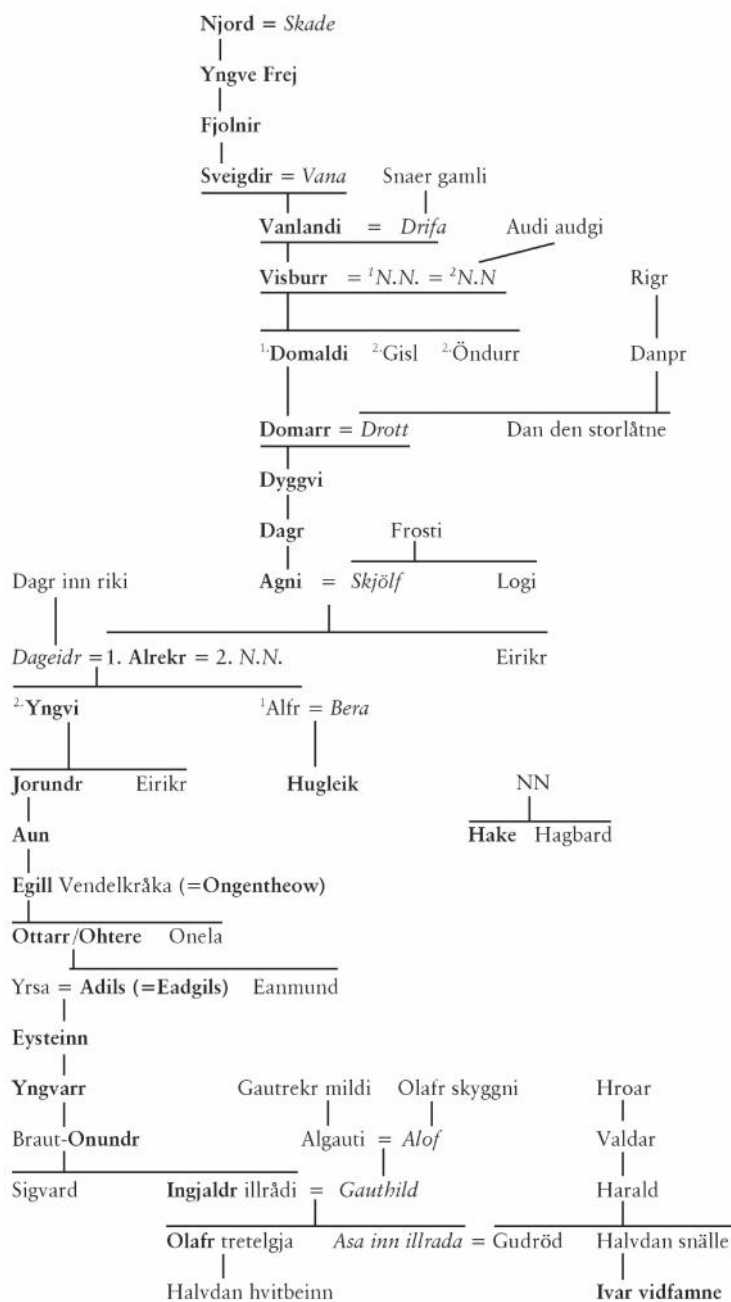 Njord = Skade
Yngve Frej
Fjolnir
Sveigdir = Vana Snaer gamli
Vanlandi = Drifa Audi audgi
Visburr = ¹N.N. = ²N.N Rigr
¹·Domaldi ²·Gisl ²·Öndurr Danpr
Domarr = Drott Dan den storlåtne
Dyggvi
Dagr Frosti
Dagr inn riki Agni = Skjölf Logi
Dageidr = 1. Alrekr = 2. N.N. Eirikr
²·Yngvi ¹Alfr = Bera
Jorundr Eirikr Hugleik NN
Aun Hake Hagbard
Egill Vendelkråka (=Ongentheow)
Ottarr/Ohtere Onela
Yrsa = Adils (=Eadgils) Eanmund
Eysteinn
Yngvarr Gautrekr mildi Olafr skyggni Hroar
Braut-Onundr Algauti = Alof Valdar
Sigvard Ingjaldr illrådi = Gauthild Harald
Olafr tretelgja Asa inn illrada = Gudröd Halvdan snälle
Halvdan hvitbeinn Ivar vidfamne